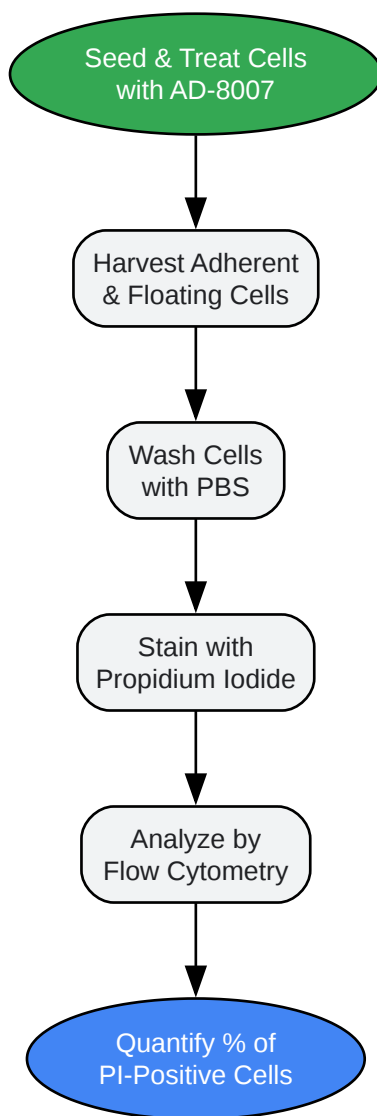 Seed & Treat Cells
with AD-8007
Harvest Adherent
& Floating Cells
Wash Cells
with PBS
Stain with
Propidium Iodide
Analyze by
Flow Cytometry
Quantify % of
PI-Positive Cells